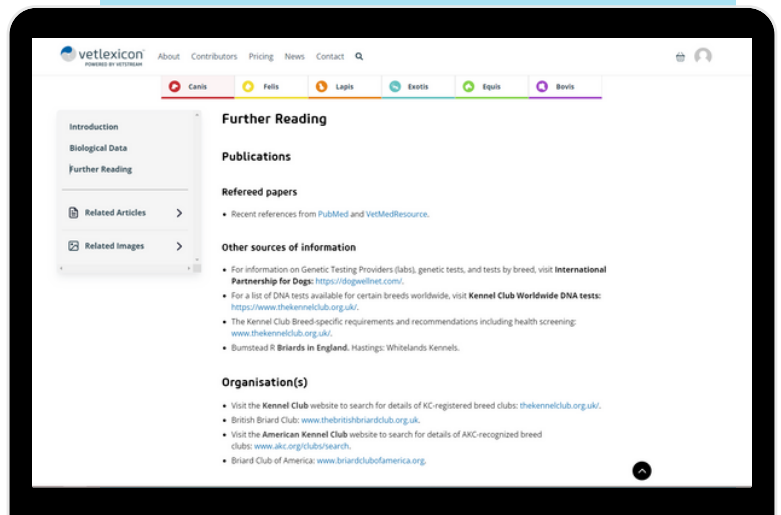 vetlexicon
POWERED BY VETSTREAM
About Contributors Pricing News Contact
Canis Felis Lapis Exotis Equis Bovis
Introduction
Biological Data
Further Reading
Related Articles
Related Images
Further Reading
Publications
Refereed papers
• Recent references from PubMed and VetMedResource.
Other sources of information
• For information on Genetic Testing Providers (labs), genetic tests, and tests by breed, visit International
Partnership for Dogs: https://dogwellnet.com/.
• For a list of DNA tests available for certain breeds worldwide, visit Kennel Club Worldwide DNA tests:
https://www.thekennelclub.org.uk/.
• The Kennel Club Breed-specific requirements and recommendations including health screening:
www.thekennelclub.org.uk/.
• Bumstead R Briards in England. Hastings: Whitelands Kennels.
Organisation(s)
• Visit the Kennel Club website to search for details of KC-registered breed clubs: thekennelclub.org.uk/.
• British Briard Club: www.thebritishbriardclub.org.uk.
• Visit the American Kennel Club website to search for details of AKC-recognized breed
clubs: www.akc.org/clubs/search.
• Briard Club of America: www.briardclubofamerica.org.